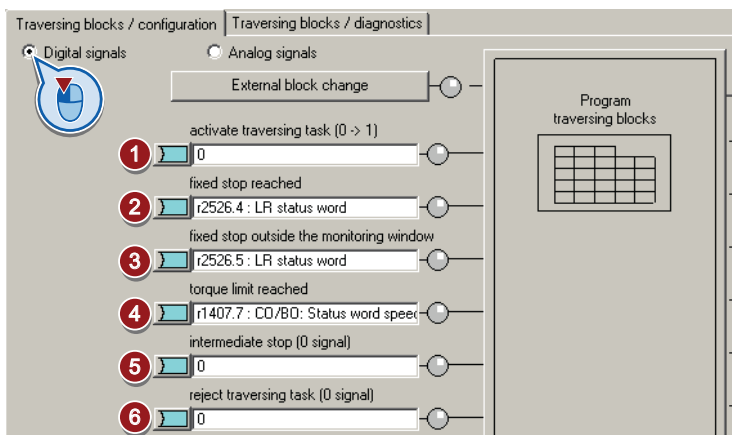 Traversing blocks / configuration
Traversing blocks / diagnostics
Digital signals
Analog signals
External block change
Program
traversing blocks
activate traversing task (0 -> 1)
1
0
fixed stop reached
2
r2526.4 : LR status word
fixed stop outside the monitoring window
3
r2526.5 : LR status word
torque limit reached
4
r1407.7 : CO/BO: Status word speed
intermediate stop (0 signal)
5
0
reject traversing task (0 signal)
6
0